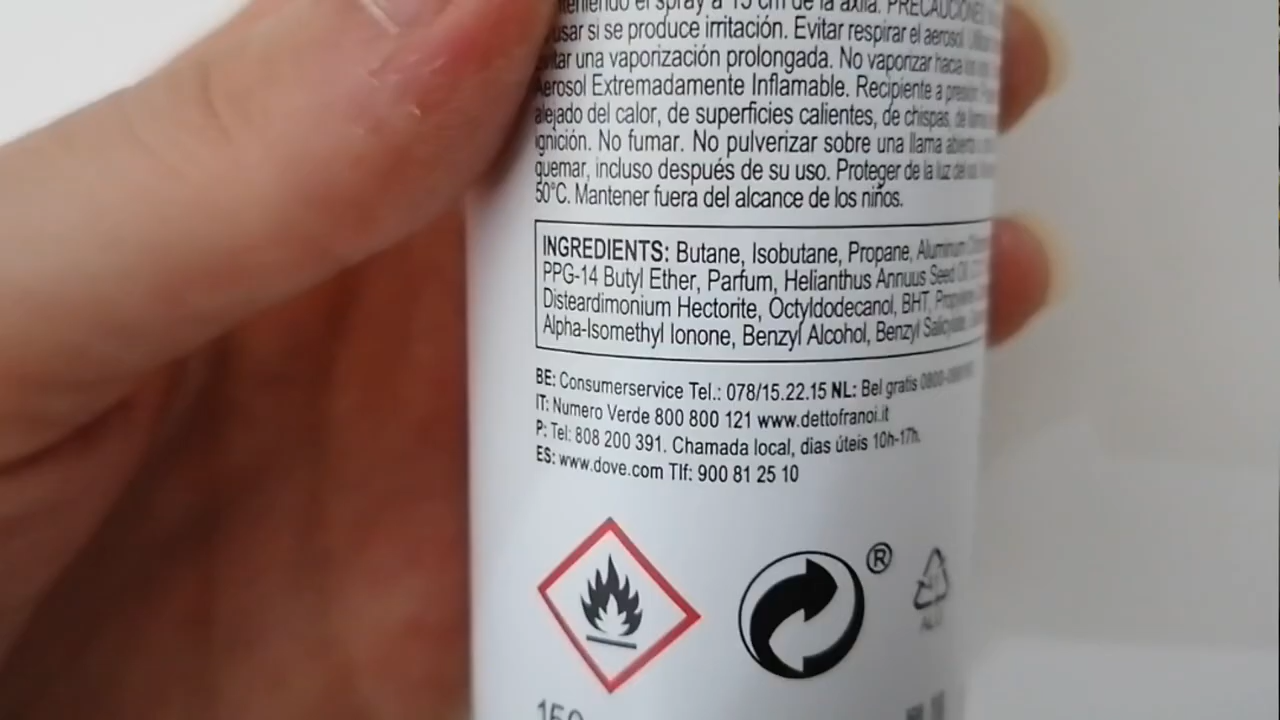 el spray a 15 cm de la axila. PRECAUCIONES
usar si se produce irritación. Evitar respirar el aerosol.
una vaporización prolongada. No vaporizar hacia los
Aerosol Extremadamente Inflamable. Recipiente a presión.
alejado del calor, de superficies calientes, de chispas, de
ignición. No fumar. No pulverizar sobre una llama abierta
quemar, incluso después de su uso. Proteger de la luz del sol.
50°C. Mantener fuera del alcance de los niños.
INGREDIENTS: Butane, Isobutane, Propane, Aluminum
PPG-14 Butyl Ether, Parfum, Helianthus Annuus Seed Oil,
Disteardimonium Hectorite, Octyldodecanol, BHT,
Alpha-Isomethyl Ionone, Benzyl Alcohol, Benzyl Salicylate,
BE: Consumerservice Tel.: 078/15.22.15 NL: Bel gratis
IT: Numero Verde 800 800 121 www.dettofranoi.it
P: Tel: 808 200 391. Chamada local, dias úteis 10h-17h.
ES: www.dove.com Tlf: 900 81 25 10
®
150